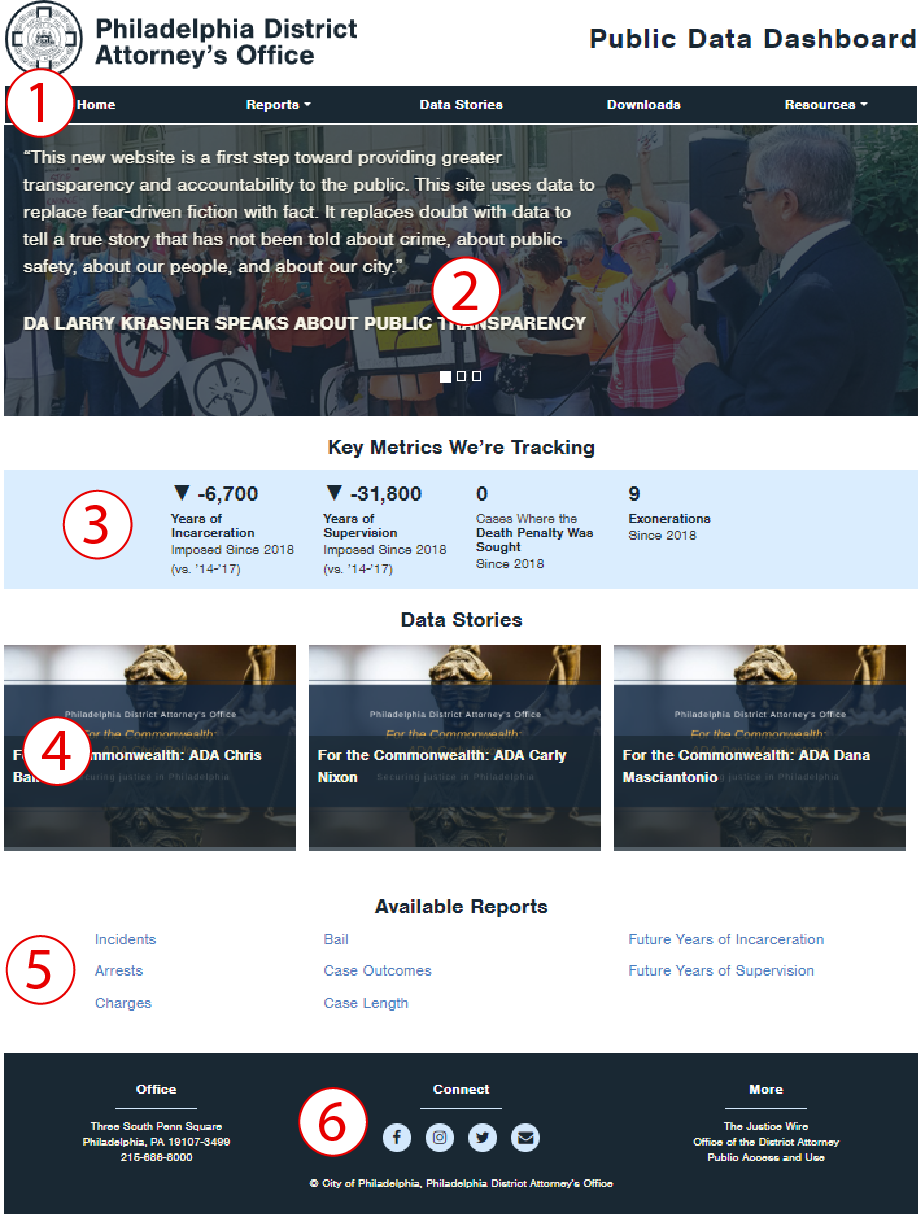 Philadelphia District
Attorney's Office
Public Data Dashboard
1
Home
Reports
Data Stories
Downloads
Resources
"This new website is a first step toward providing greater
transparency and accountability to the public. This site uses data to
replace fear-driven fiction with fact. It replaces doubt with data to
tell a true story that has not been told about crime, about public
safety, about our people, and about our city."
2
DA LARRY KRASNER SPEAKS ABOUT PUBLIC TRANSPARENCY
Key Metrics We're Tracking
3
▼ -6,700
Years of
Incarceration
Imposed Since 2018
(vs. '14-'17)
▼ -31,800
Years of
Supervision
Imposed Since 2018
(vs. '14-'17)
0
Cases Where the
Death Penalty Was
Sought
Since 2018
9
Exonerations
Since 2018
Data Stories
4
Philadelphia District Attorney's Office
For the Commonwealth:
Commonwealth: ADA Chris
Securing justice in Philadelphia
Philadelphia District Attorney's Office
For the Commonwealth:
For the Commonwealth: ADA Carly
Nixon
Securing justice in Philadelphia
Philadelphia District Attorney's Office
For the Commonwealth:
For the Commonwealth: ADA Dana
Masciantonio
justice in Philadelphia
Available Reports
5
Incidents
Arrests
Charges
Bail
Case Outcomes
Case Length
Future Years of Incarceration
Future Years of Supervision
Office
Three South Penn Square
Philadelphia, PA 19107-3499
215-686-8000
6
Connect
More
The Justice Wire
Office of the District Attorney
Public Access and Use
© City of Philadelphia, Philadelphia District Attorney's Office